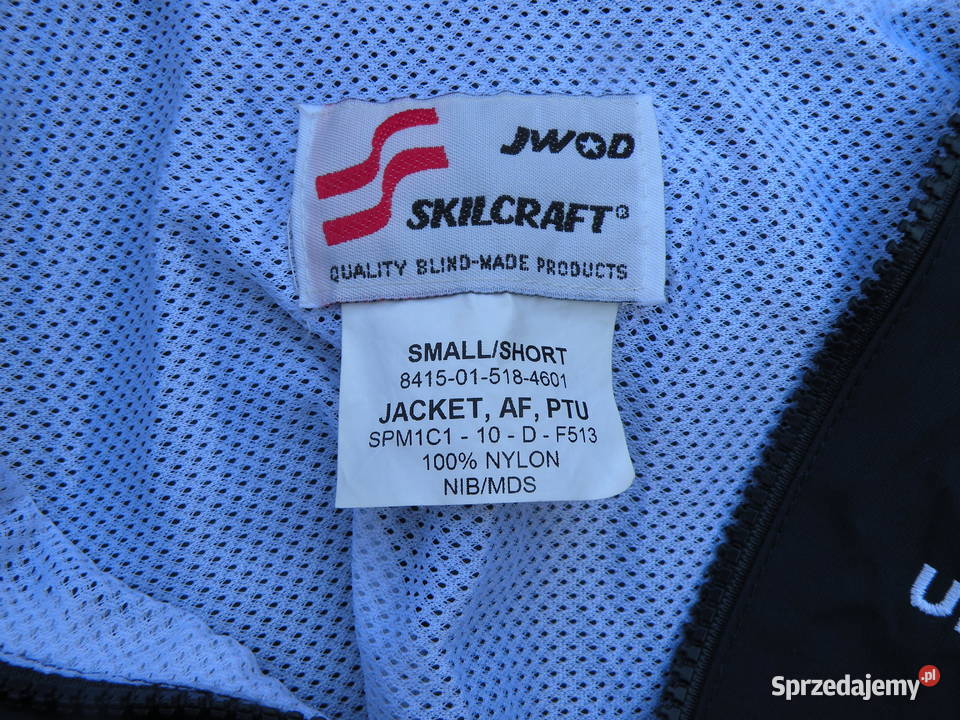 JWOD
SKILCRAFT®
QUALITY BLIND-MADE PRODUCTS
SMALL/SHORT
8415-01-518-4601
JACKET, AF, PTU
SPM1C1 - 10 - D - F513
100% NYLON
NIB/MDS
U
Sprzedajemy.pl